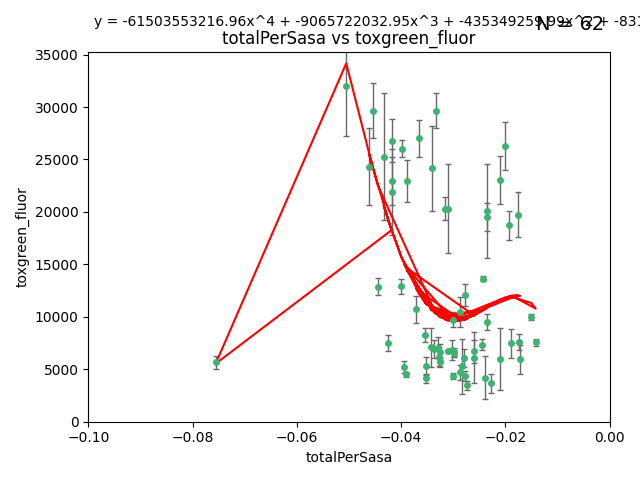 y = -61503553216.96x^4 + -9065722032.95x^3 + -435349259.99x^2 + -831
N = 62
totalPerSasa vs toxgreen_fluor
35000
30000
25000
20000
15000
10000
5000
0
toxgreen_fluor
−0.10 −0.08 −0.06 −0.04 −0.02 0.00
totalPerSasa